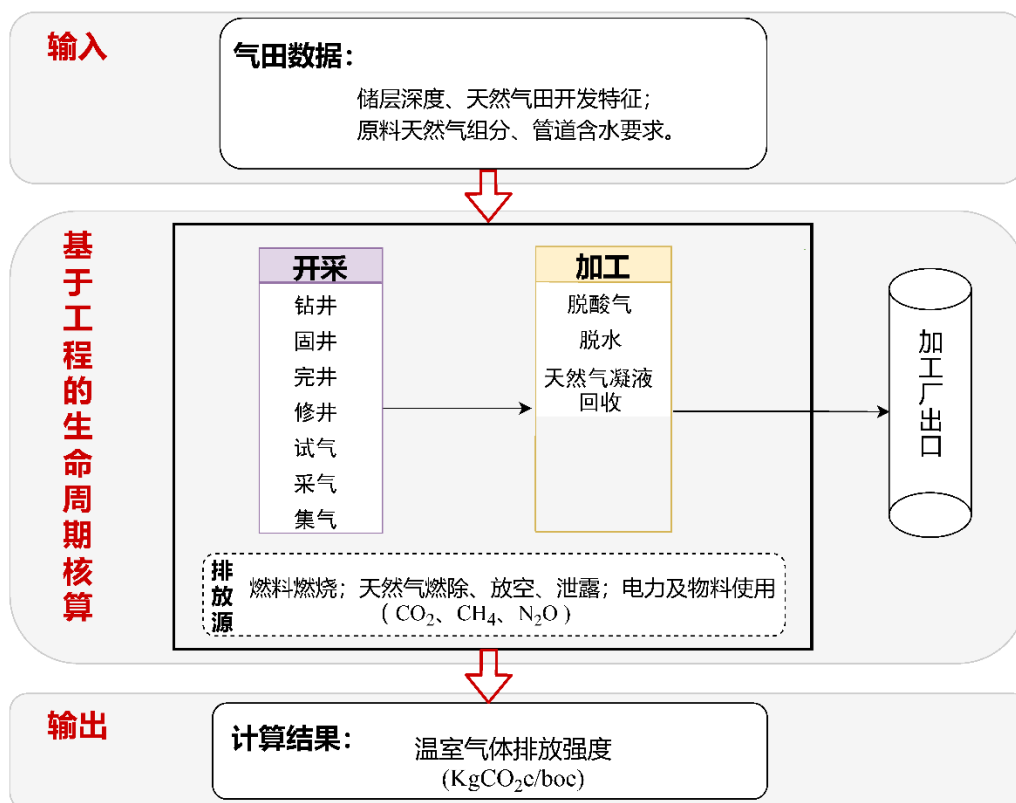 输入
气田数据：
储层深度、天然气田开发特征；
原料天然气组分、管道含水要求。
基于工程的生命周期核算
开采
钻井
固井
完井
修井
试气
采气
集气
加工
脱酸气
脱水
天然气凝液
回收
加工厂出口
排放源
燃料燃烧；天然气燃除、放空、泄露；电力及物料使用
（CO₂、CH₄、N₂O）
输出
计算结果：
温室气体排放强度
(KgCO₂c/boc)